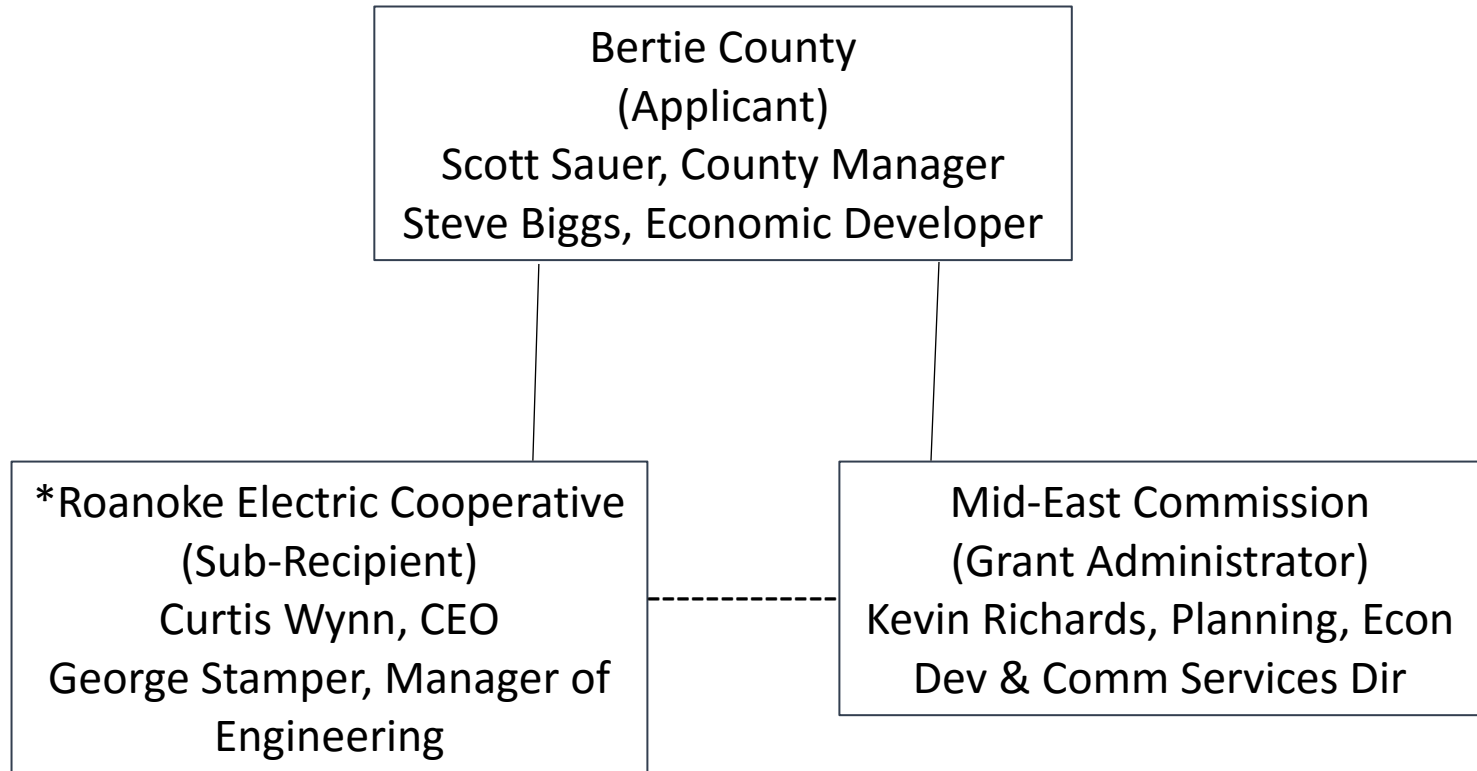 Bertie County
(Applicant)
Scott Sauer, County Manager
Steve Biggs, Economic Developer
*Roanoke Electric Cooperative
(Sub-Recipient)
Curtis Wynn, CEO
George Stamper, Manager of
Engineering
Mid-East Commission
(Grant Administrator)
Kevin Richards, Planning, Econ
Dev & Comm Services Dir